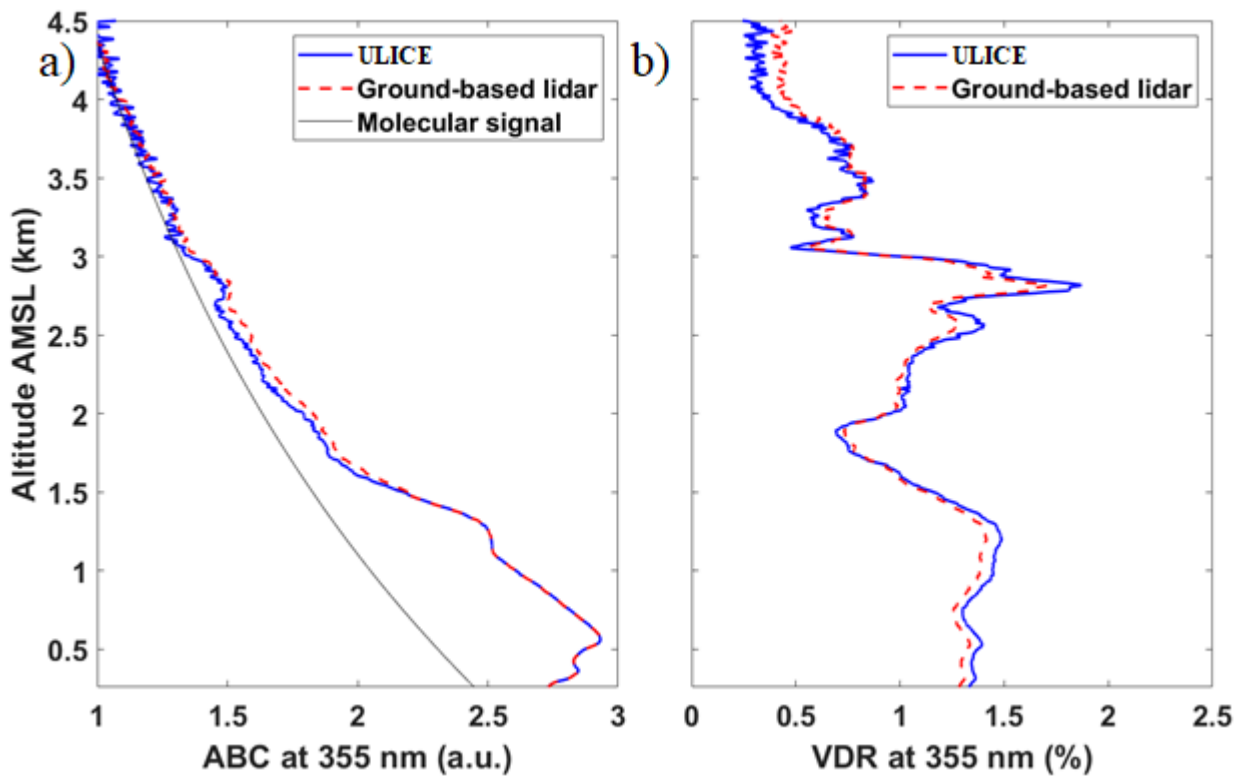 a)
ULICE
Ground-based lidar
Molecular signal
4.5
4
3.5
3
2.5
2
1.5
1
0.5
Altitude AMSL (km)
1 1.5 2 2.5 3
ABC at 355 nm (a.u.)
b)
ULICE
Ground-based lidar
0 0.5 1 1.5 2 2.5
VDR at 355 nm (%)